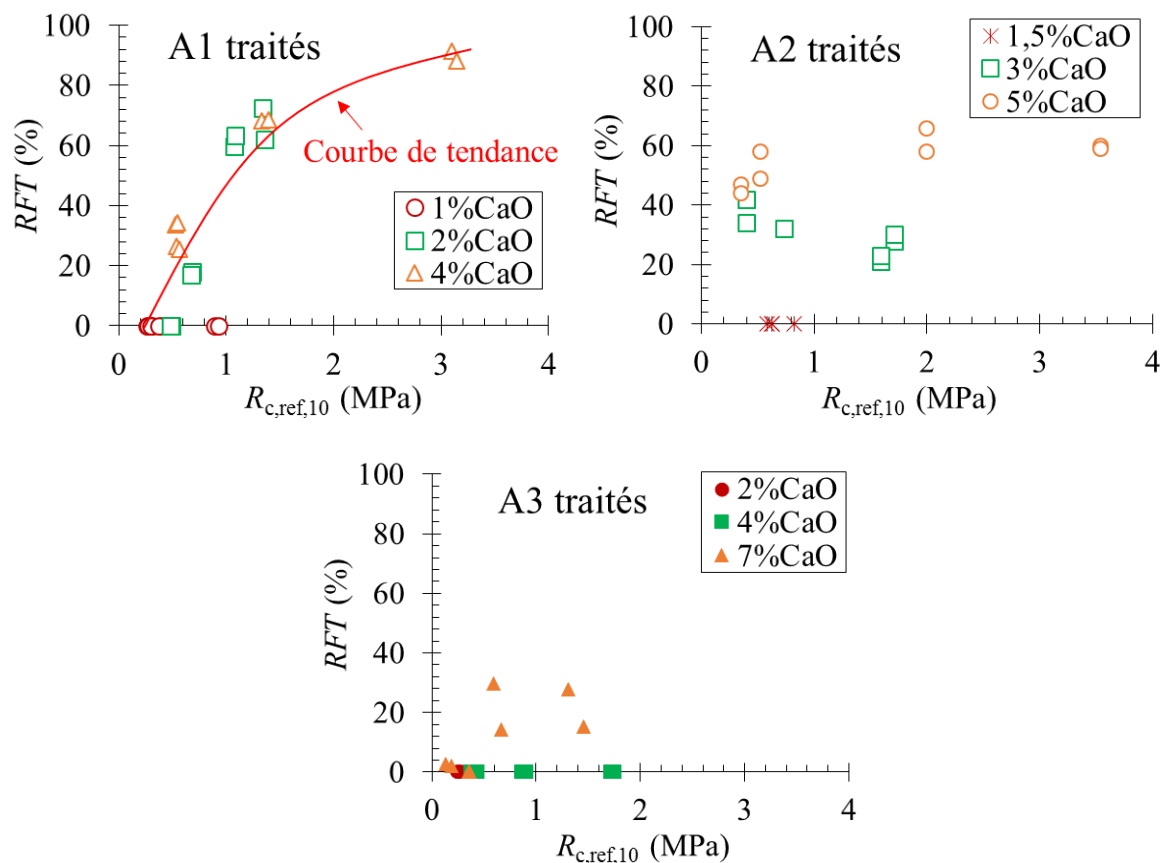 A1 traités
100
80
60
40
20
0
RFT (%)
Courbe de tendance
1%CaO
2%CaO
4%CaO
0 1 2 3 4
Rc,ref,10 (MPa)
A2 traités
100
80
60
40
20
0
RFT (%)
1,5%CaO
3%CaO
5%CaO
0 1 2 3 4
Rc,ref,10 (MPa)
A3 traités
100
80
60
40
20
0
RFT (%)
2%CaO
4%CaO
7%CaO
0 1 2 3 4
Rc,ref,10 (MPa)